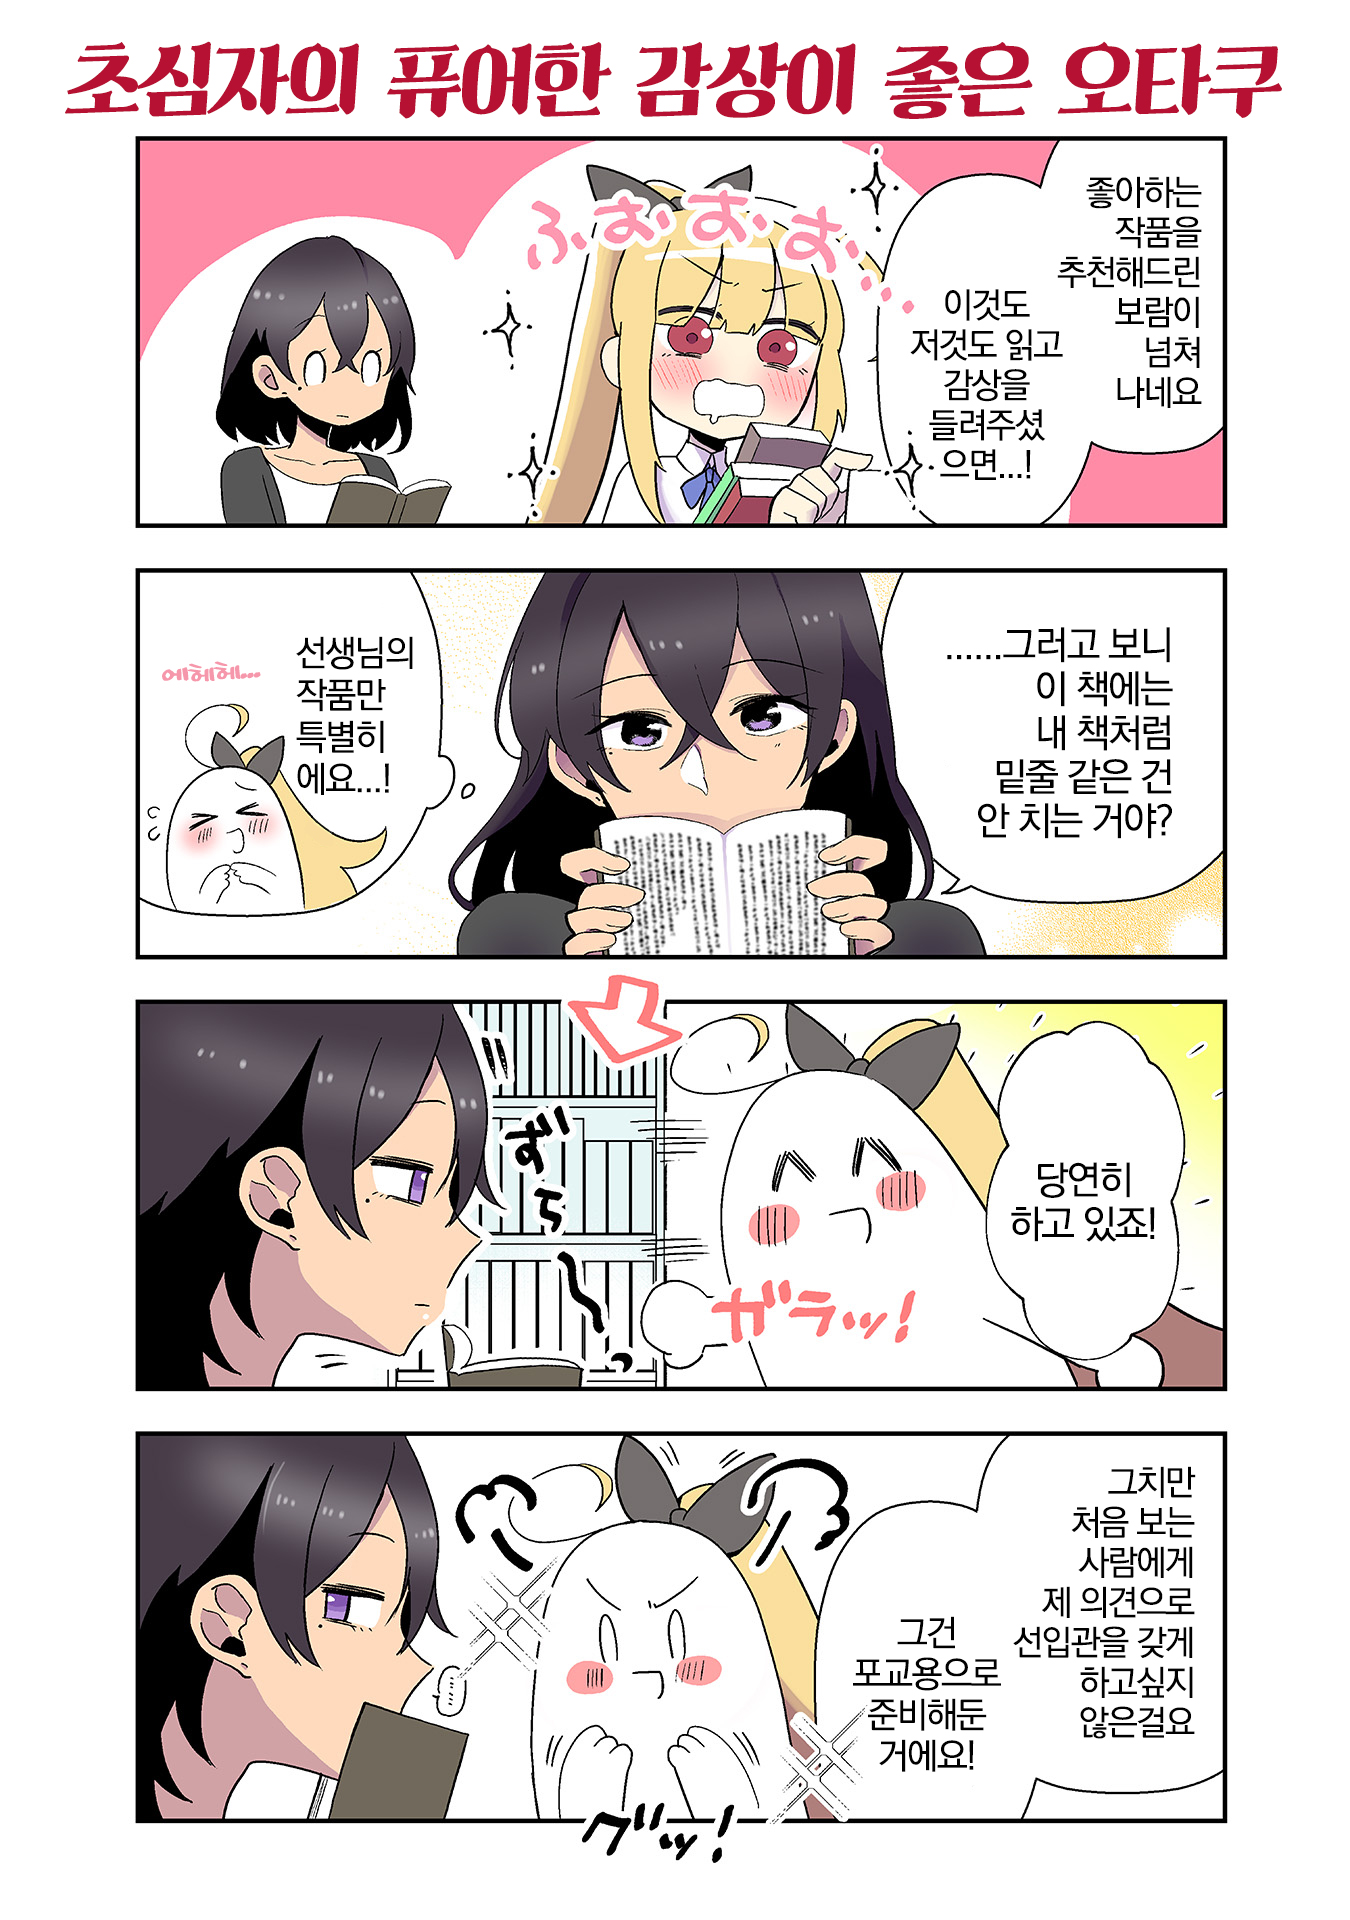 초심자의 퓨어한 감상이 좋은 오타쿠
좋아하는
작품을
추천해드린
보람이
넘쳐
나네요
이것도
저것도 읽고
감상을
들려주셨
으면...!
ふおおお...
......그러고 보니
이 책에는
내 책처럼
밑줄 같은 건
안 치는 거야?
선생님의
작품만
특별히
에요...!
에헤헤...
당연히
하고 있죠!
ガラッ!
ずら〜っ
그치만
처음 보는
사람에게
제 의견으로
선입관을 갖게
하고싶지
않은걸요
그건
포교용으로
준비해둔
거에요!
グッ!